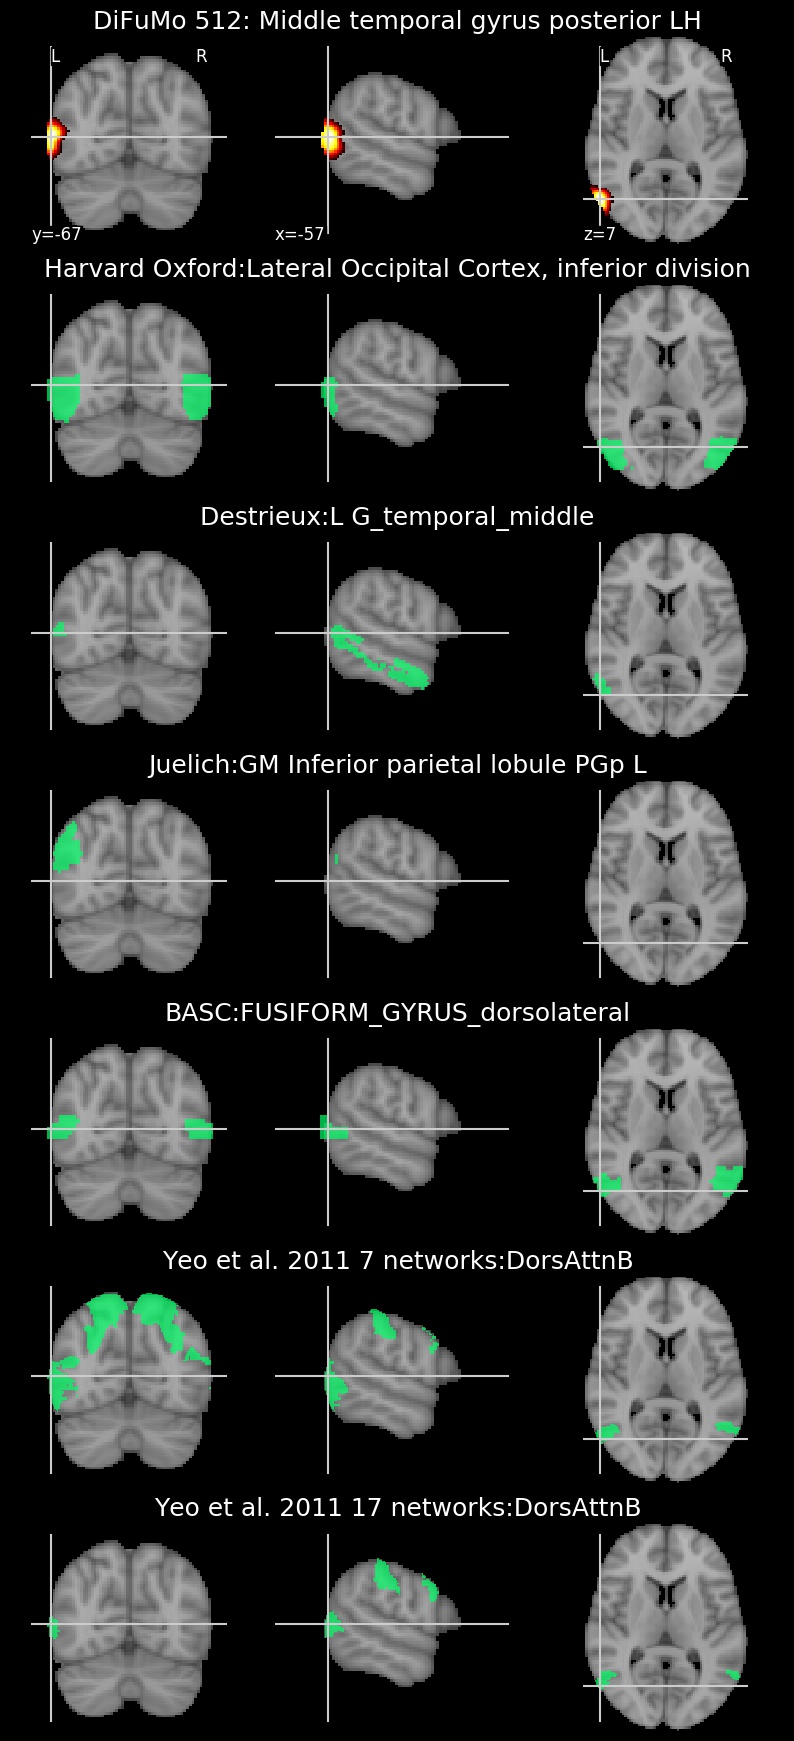 DiFuMo 512: Middle temporal gyrus posterior LH
L R L R
y=-67 x=-57 z=7
Harvard Oxford:Lateral Occipital Cortex, inferior division
Destrieux:L G_temporal_middle
Juelich:GM Inferior parietal lobule PGp L
BASC:FUSIFORM_GYRUS_dorsolateral
Yeo et al. 2011 7 networks:DorsAttnB
Yeo et al. 2011 17 networks:DorsAttnB